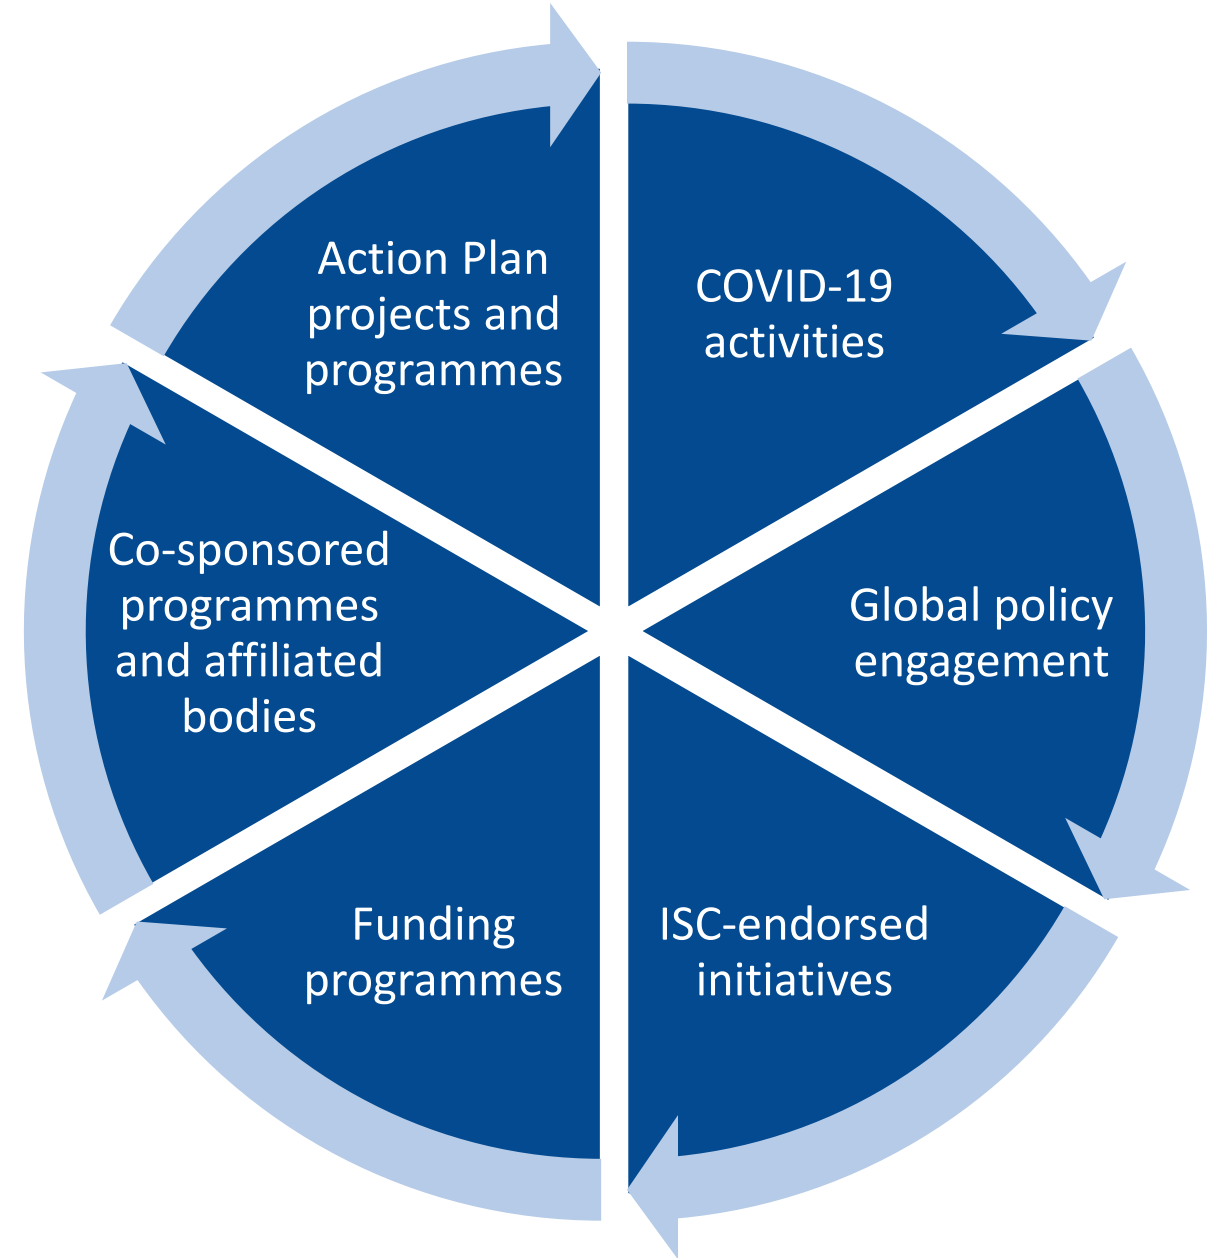 Action Plan
projects and
programmes
COVID-19
activities
Global policy
engagement
ISC-endorsed
initiatives
Funding
programmes
Co-sponsored
programmes
and affiliated
bodies